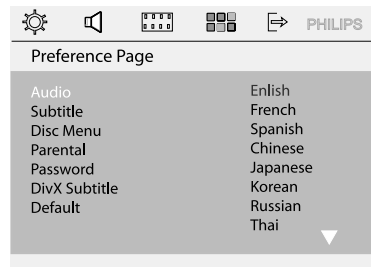 PHILIPS
Preference Page
Audio
Subtitle
Disc Menu
Parental
Password
DivX Subtitle
Default
Enlish
French
Spanish
Chinese
Japanese
Korean
Russian
Thai